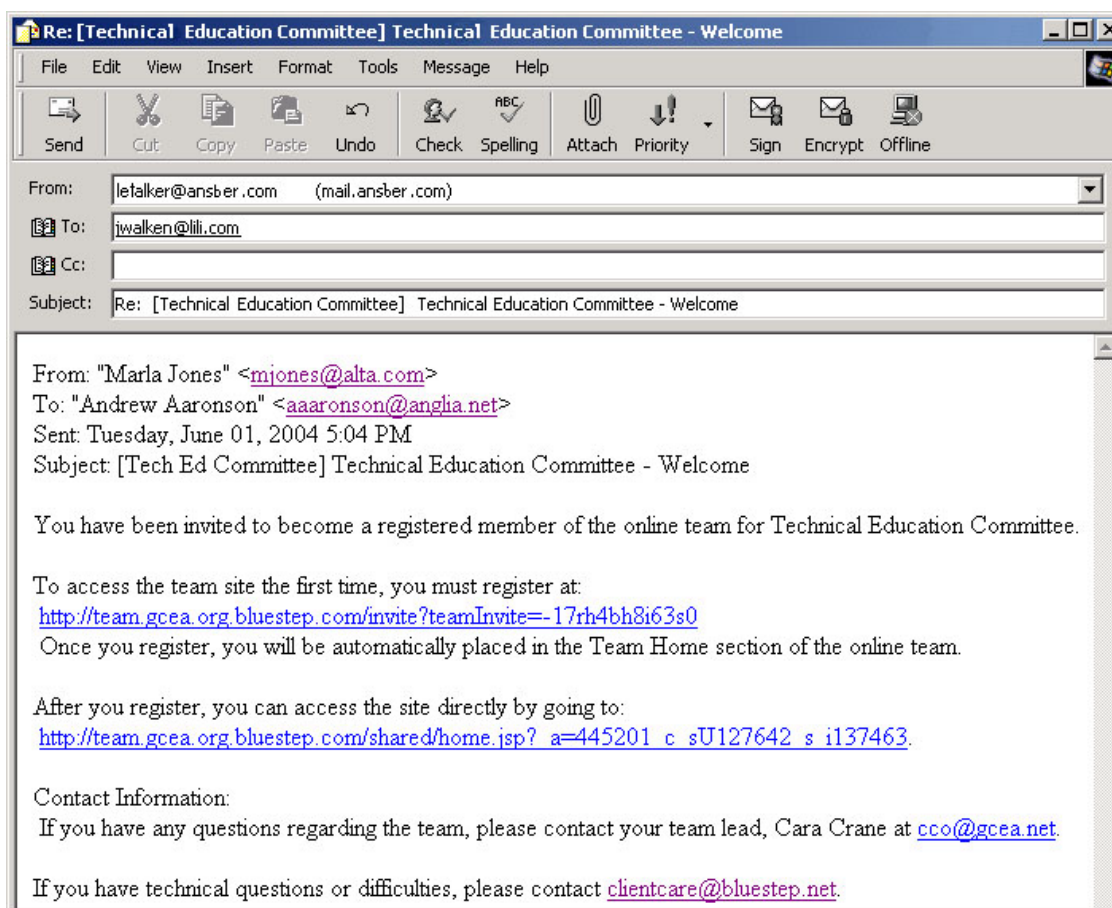 Re: [Technical Education Committee] Technical Education Committee - Welcome
File Edit View Insert Format Tools Message Help
ABC
Send Cut Copy Paste Undo Check Spelling Attach Priority Sign Encrypt Offline
From: lefalker@ansber.com (mail.ansber.com)
To: jwalken@lili.com
Cc:
Subject: Re: [Technical Education Committee] Technical Education Committee - Welcome
From: "Marla Jones" <mjones@alta.com>
To: "Andrew Aaronson" <aaaronson@anglia.net>
Sent: Tuesday, June 01, 2004 5:04 PM
Subject: [Tech Ed Committee] Technical Education Committee - Welcome
You have been invited to become a registered member of the online team for Technical Education Committee.
To access the team site the first time, you must register at:
http://team.gcea.org.bluestep.com/invite?teamInvite=-17rh4bh8i63s0
Once you register, you will be automatically placed in the Team Home section of the online team.
After you register, you can access the site directly by going to:
http://team.gcea.org.bluestep.com/shared/home.jsp?_a=445201_c_sU127642_s_i137463.
Contact Information:
If you have any questions regarding the team, please contact your team lead, Cara Crane at cco@gcea.net.
If you have technical questions or difficulties, please contact clientcare@bluestep.net.